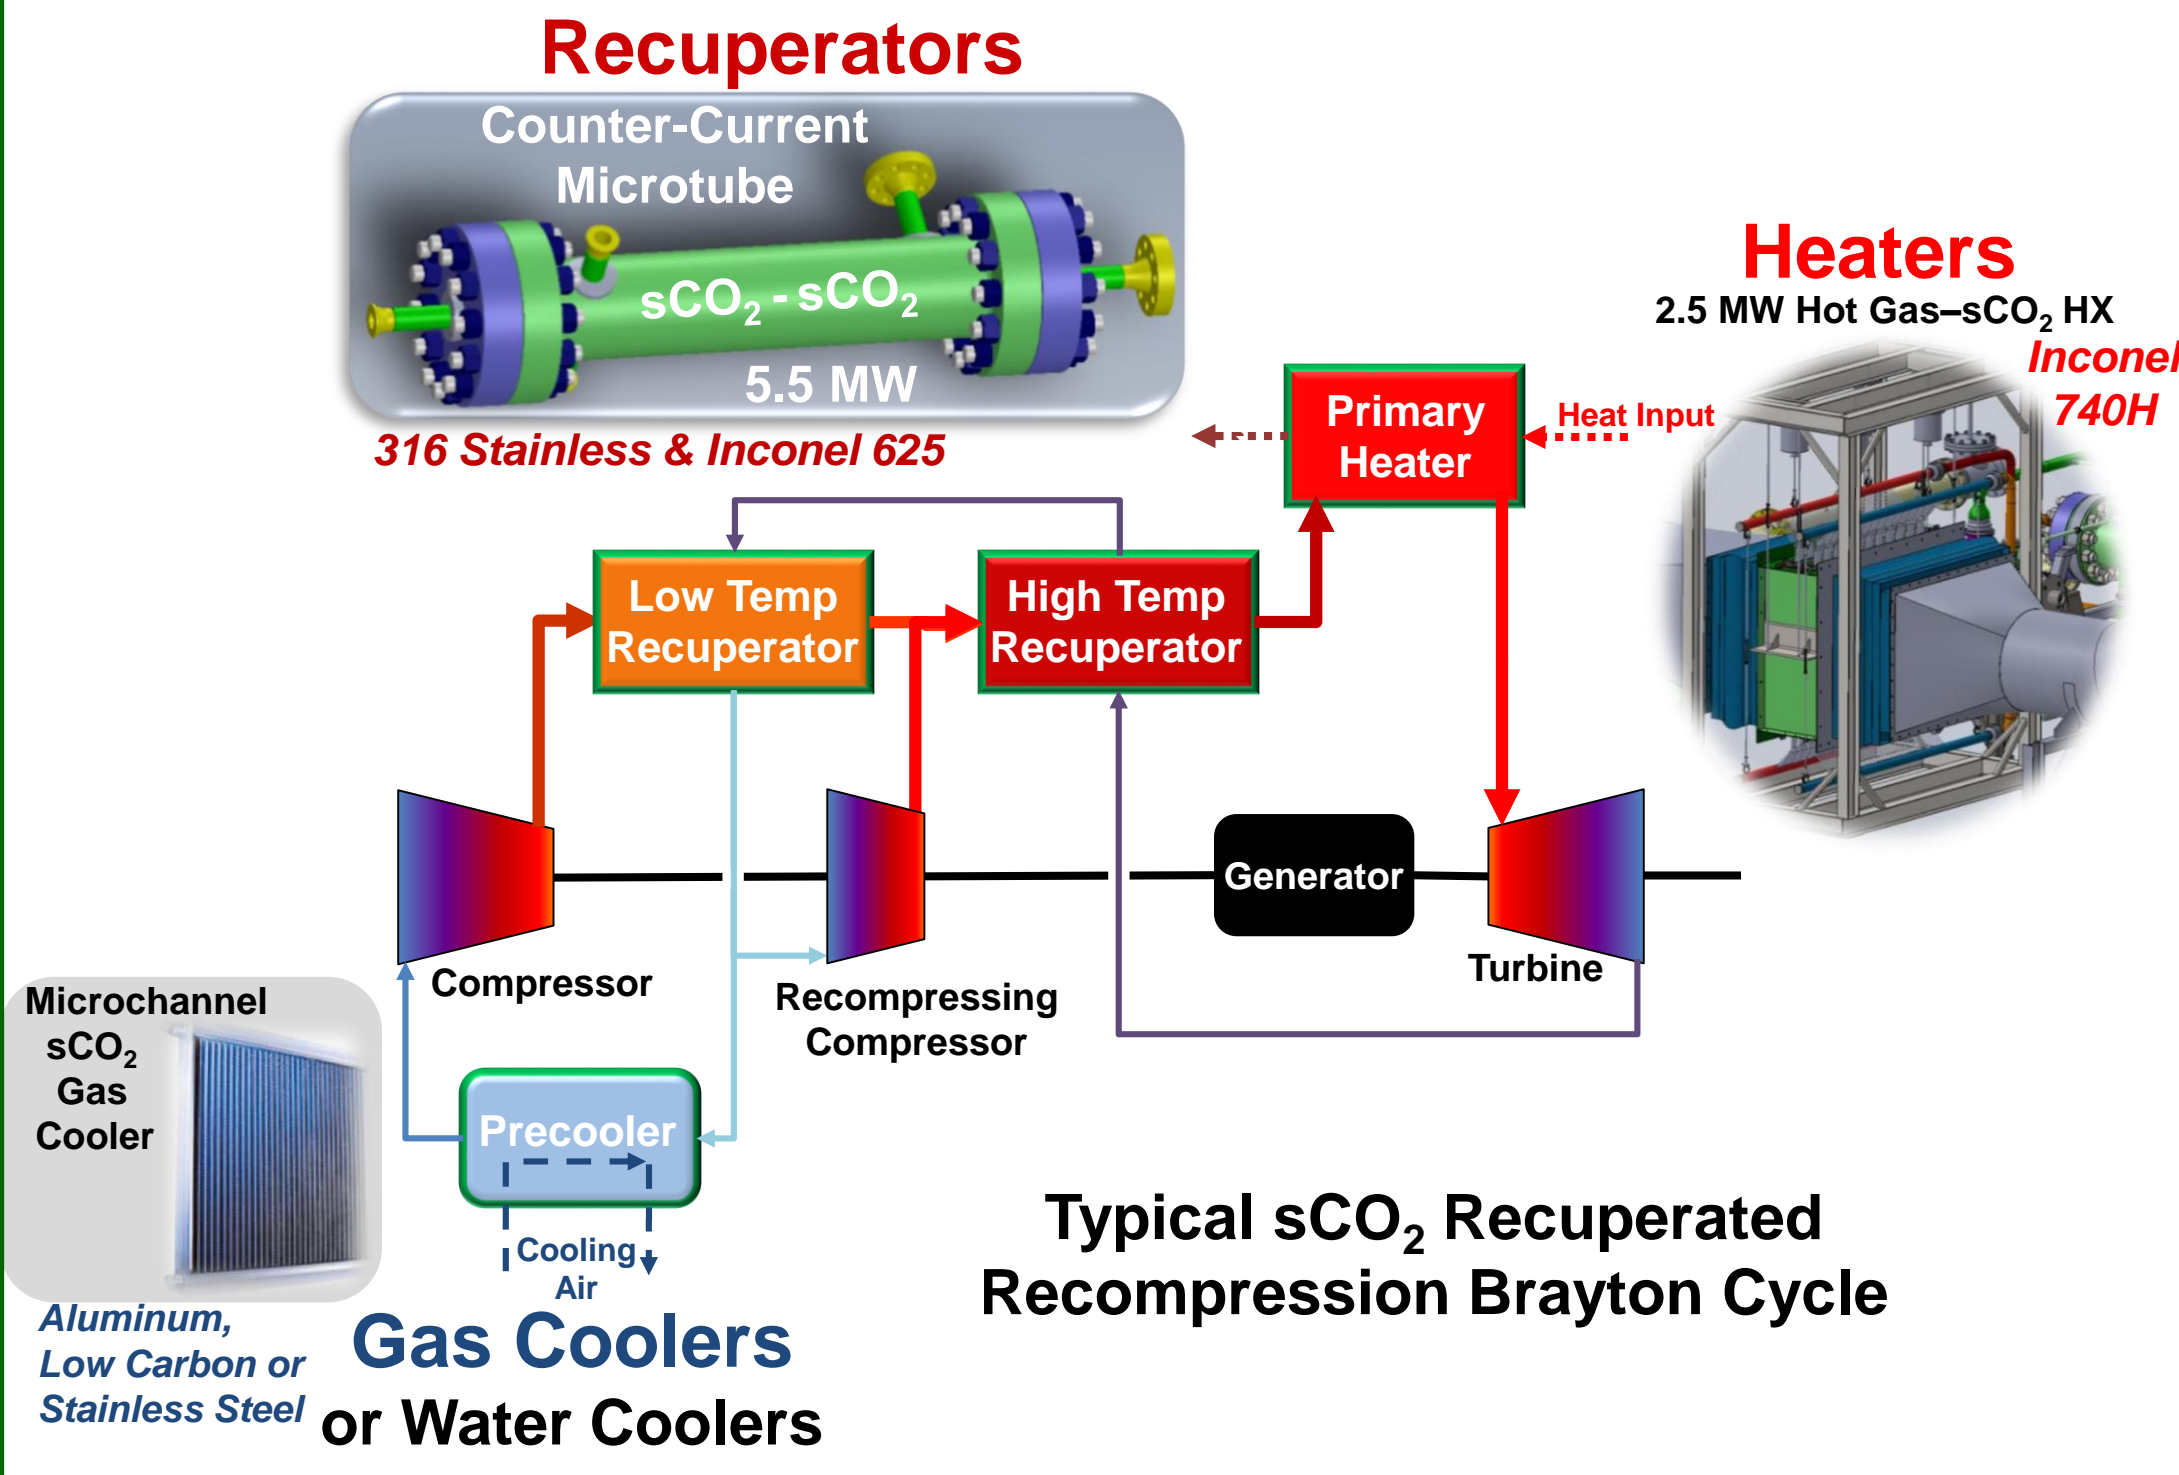 Recuperators
Counter-Current
Microtube
sCO₂ - sCO₂
5.5 MW
316 Stainless & Inconel 625
Heaters
2.5 MW Hot Gas–sCO₂ HX
Inconel
740H
Primary
Heater
Heat Input
Low Temp
Recuperator
High Temp
Recuperator
Generator
Compressor
Recompressing
Compressor
Turbine
Microchannel
sCO₂
Gas
Cooler
Precooler
Cooling
Air
Aluminum,
Low Carbon or
Stainless Steel
Gas Coolers
or Water Coolers
Typical sCO₂ Recuperated
Recompression Brayton Cycle